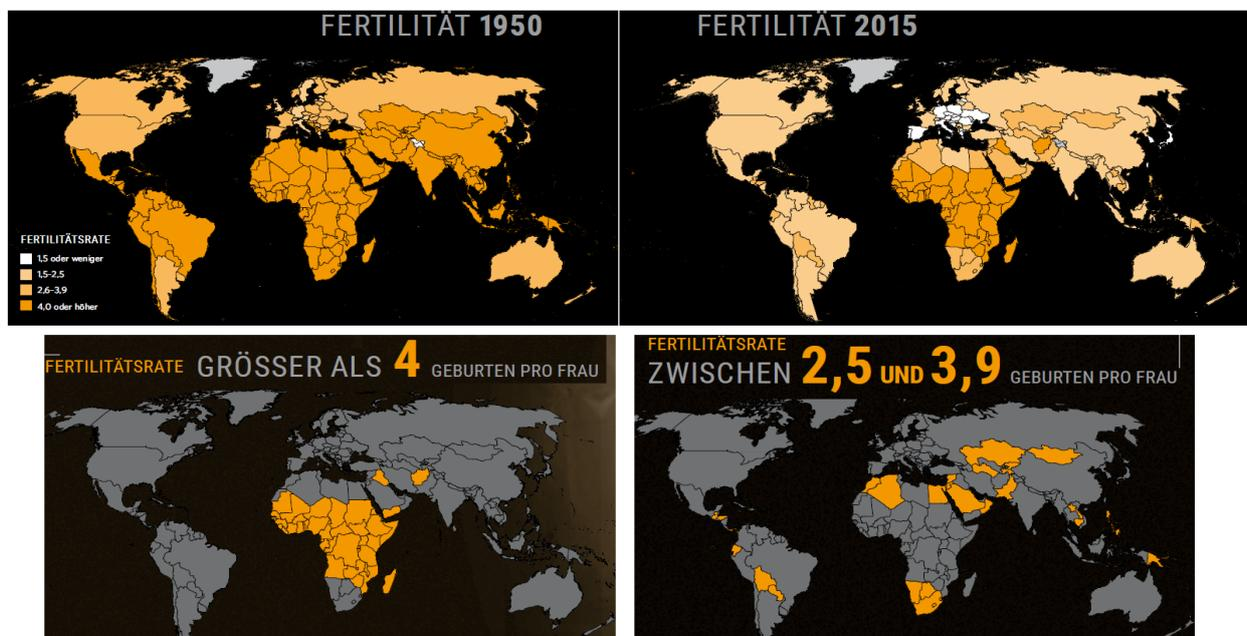 FERTILITÄT 1950
FERTILITÄT 2015
FERTILITÄTSRATE
1,5 oder weniger
1,5-2,5
2,6-3,9
4,0 oder höher
FERTILITÄTSRATE GRÖSSER ALS 4 GEBURTEN PRO FRAU
FERTILITÄTSRATE
ZWISCHEN 2,5 UND 3,9 GEBURTEN PRO FRAU